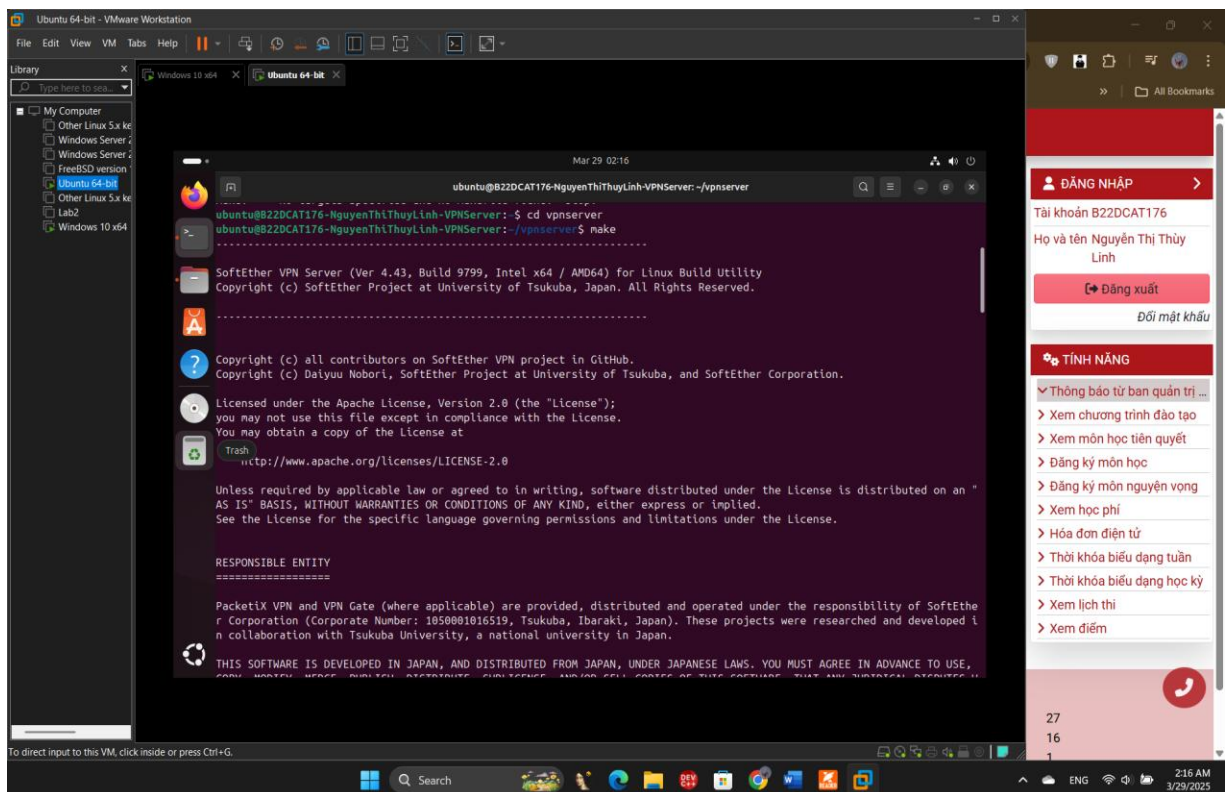 Ubuntu 64-bit - VMware Workstation
File Edit View VM Tabs Help
Library
Type here to sea...
My Computer
Other Linux 5.x ke
Windows Server 2
Windows Server 2
FreeBSD version
Ubuntu 64-bit
Other Linux 5.x ke
Lab2
Windows 10 x64
Windows 10 x64
Ubuntu 64-bit
Mar 29 02:16
ubuntu@B22DCAT176-NguyenThiThuyLinh-VPNServer: ~/vpnserver
ubuntu@B22DCAT176-NguyenThiThuyLinh-VPNServer:~$ cd vpnserver
ubuntu@B22DCAT176-NguyenThiThuyLinh-VPNServer:~/vpnserver$ make
--------------------------------------------------------------------
SoftEther VPN Server (Ver 4.43, Build 9799, Intel x64 / AMD64) for Linux Build Utility
Copyright (c) SoftEther Project at University of Tsukuba, Japan. All Rights Reserved.
--------------------------------------------------------------------
Copyright (c) all contributors on SoftEther VPN project in GitHub.
Copyright (c) Daiyuu Nobori, SoftEther Project at University of Tsukuba, and SoftEther Corporation.
Licensed under the Apache License, Version 2.0 (the "License");
you may not use this file except in compliance with the License.
You may obtain a copy of the License at
Trash
http://www.apache.org/licenses/LICENSE-2.0
Unless required by applicable law or agreed to in writing, software distributed under the License is distributed on an "
AS IS" BASIS, WITHOUT WARRANTIES OR CONDITIONS OF ANY KIND, either express or implied.
See the License for the specific language governing permissions and limitations under the License.
RESPONSIBLE ENTITY
==================
PacketiX VPN and VPN Gate (where applicable) are provided, distributed and operated under the responsibility of SoftEthe
r Corporation (Corporate Number: 1050001016519, Tsukuba, Ibaraki, Japan). These projects were researched and developed i
n collaboration with Tsukuba University, a national university in Japan.
THIS SOFTWARE IS DEVELOPED IN JAPAN, AND DISTRIBUTED FROM JAPAN, UNDER JAPANESE LAWS. YOU MUST AGREE IN ADVANCE TO USE,
To direct input to this VM, click inside or press Ctrl+G.
All Bookmarks
ĐĂNG NHẬP
Tài khoản B22DCAT176
Họ và tên Nguyễn Thị Thùy
Linh
Đăng xuất
Đổi mật khẩu
TÍNH NĂNG
Thông báo từ ban quản trị ...
Xem chương trình đào tạo
Xem môn học tiên quyết
Đăng ký môn học
Đăng ký môn nguyện vọng
Xem học phí
Hóa đơn điện tử
Thời khóa biểu dạng tuần
Thời khóa biểu dạng học kỳ
Xem lịch thi
Xem điểm
27
16
1
Search
ENG
2:16 AM
3/29/2025